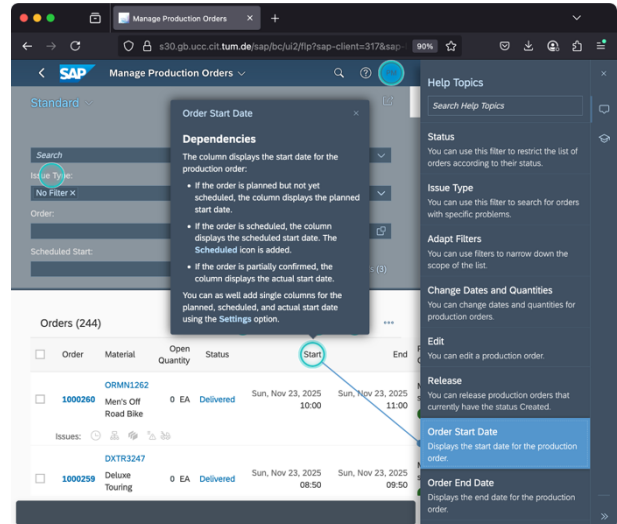 Manage Production Orders
s30.gb.ucc.cit.tum.de/sap/bc/ui2/flp?sap-client=317&sap-
90%
SAP
Manage Production Orders
Standard
Search
Issue Type:
No Filter
Order:
Scheduled Start:
(3)
Order Start Date
Dependencies
The column displays the start date for the
production order:
• If the order is planned but not yet
scheduled, the column displays the planned
start date.
• If the order is scheduled, the column
displays the scheduled start date. The
Scheduled icon is added.
• If the order is partially confirmed, the
column displays the actual start date.
You can as well add single columns for the
planned, scheduled, and actual start date
using the Settings option.
Orders (244)
Order
Material
Open
Quantity
Status
Start
End
1000260
ORMN1262
Men's Off
Road Bike
0 EA
Delivered
Sun, Nov 23, 2025
10:00
Sun, Nov 23, 2025
11:00
Issues:
1000259
DXTR3247
Deluxe
Touring
0 EA
Delivered
Sun, Nov 23, 2025
08:50
Sun, Nov 23, 2025
09:50
Help Topics
Search Help Topics
Status
You can use this filter to restrict the list of
orders according to their status.
Issue Type
You can use this filter to search for orders
with specific problems.
Adapt Filters
You can use filters to narrow down the
scope of the list.
Change Dates and Quantities
You can change dates and quantities for
production orders.
Edit
You can edit a production order.
Release
You can release production orders that
currently have the status Created.
Order Start Date
Displays the start date for the production
order.
Order End Date
Displays the end date for the production
order.